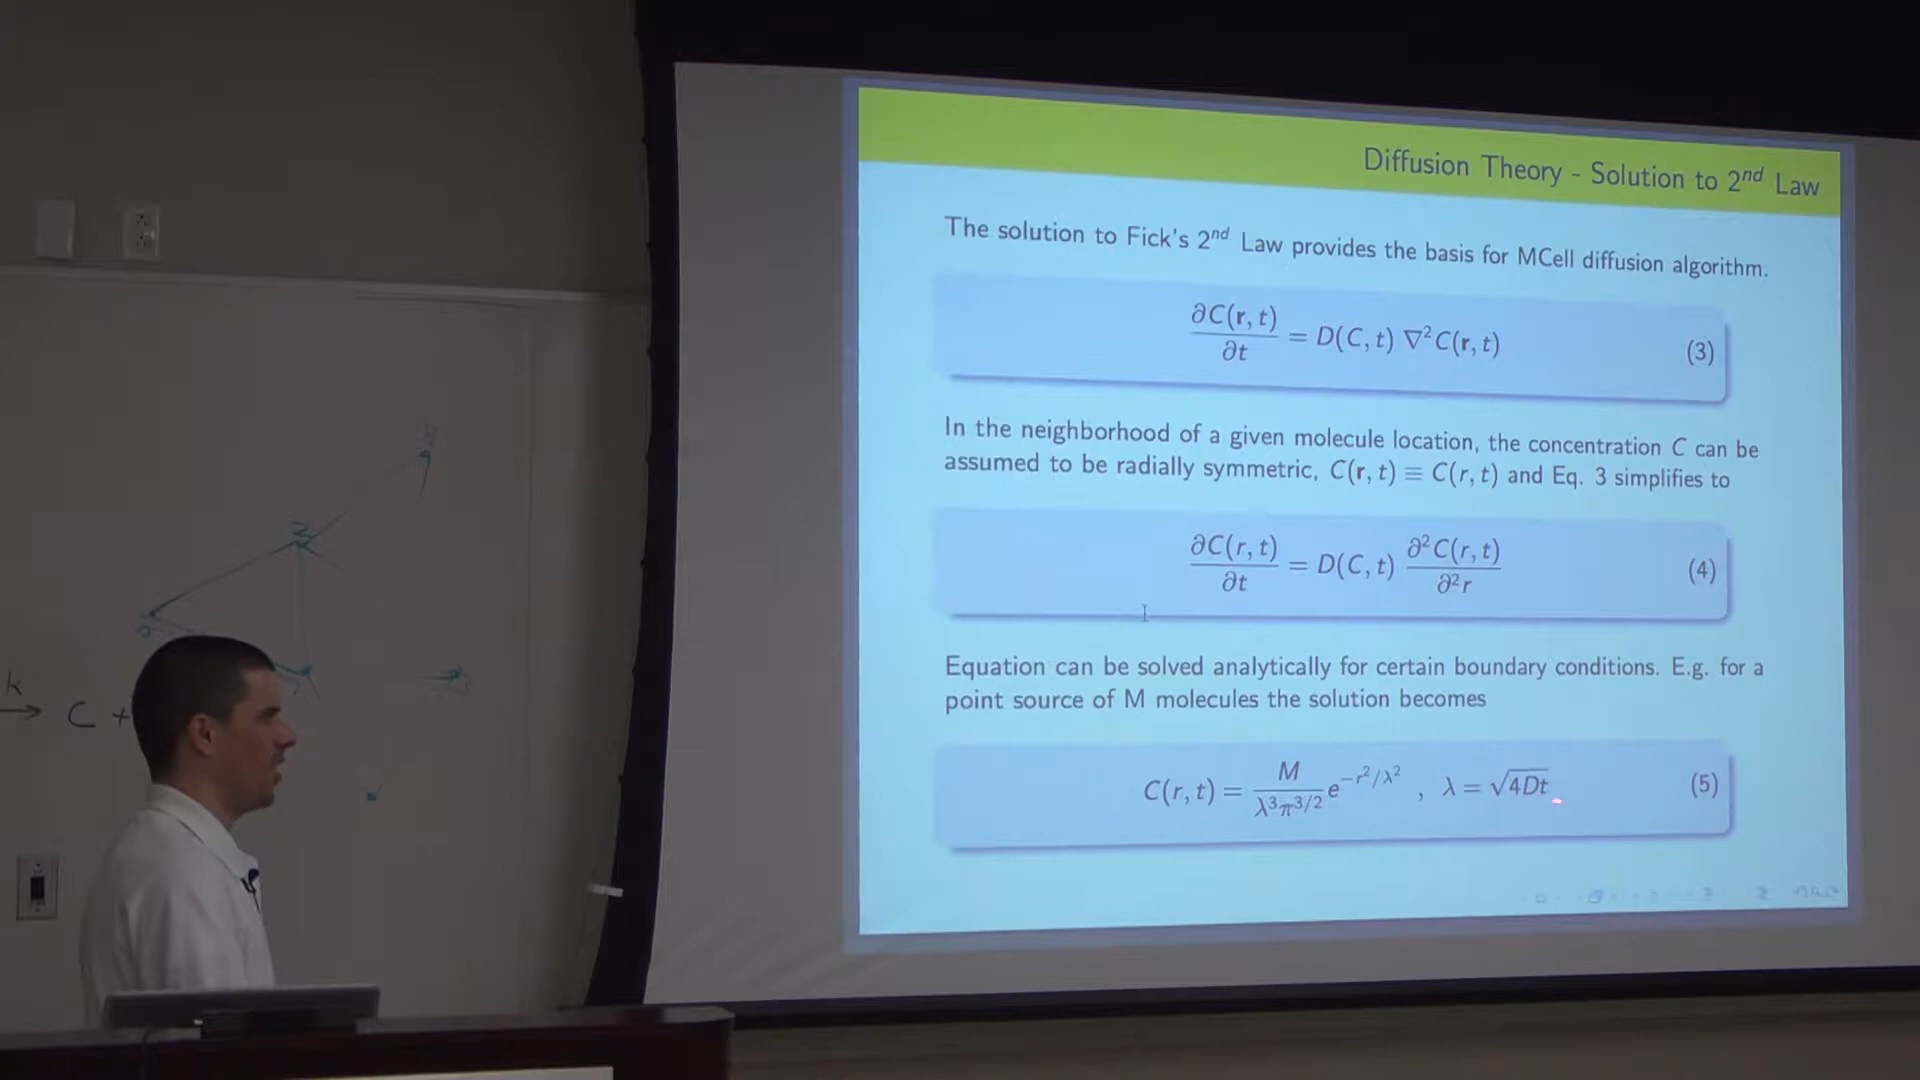 Diffusion Theory - Solution to 2nd Law
The solution to Fick's 2nd Law provides the basis for MCell diffusion algorithm.
∂C(r, t)/∂t = D(C, t) ∇²C(r, t) (3)
In the neighborhood of a given molecule location, the concentration C can be
assumed to be radially symmetric, C(r, t) ≡ C(r, t) and Eq. 3 simplifies to
∂C(r, t)/∂t = D(C, t) ∂²C(r, t)/∂²r (4)
Equation can be solved analytically for certain boundary conditions. E.g. for a
point source of M molecules the solution becomes
C(r, t) = M/λ³π^3/2 e^−r²/λ² , λ = √4Dt (5)
k
→ C +